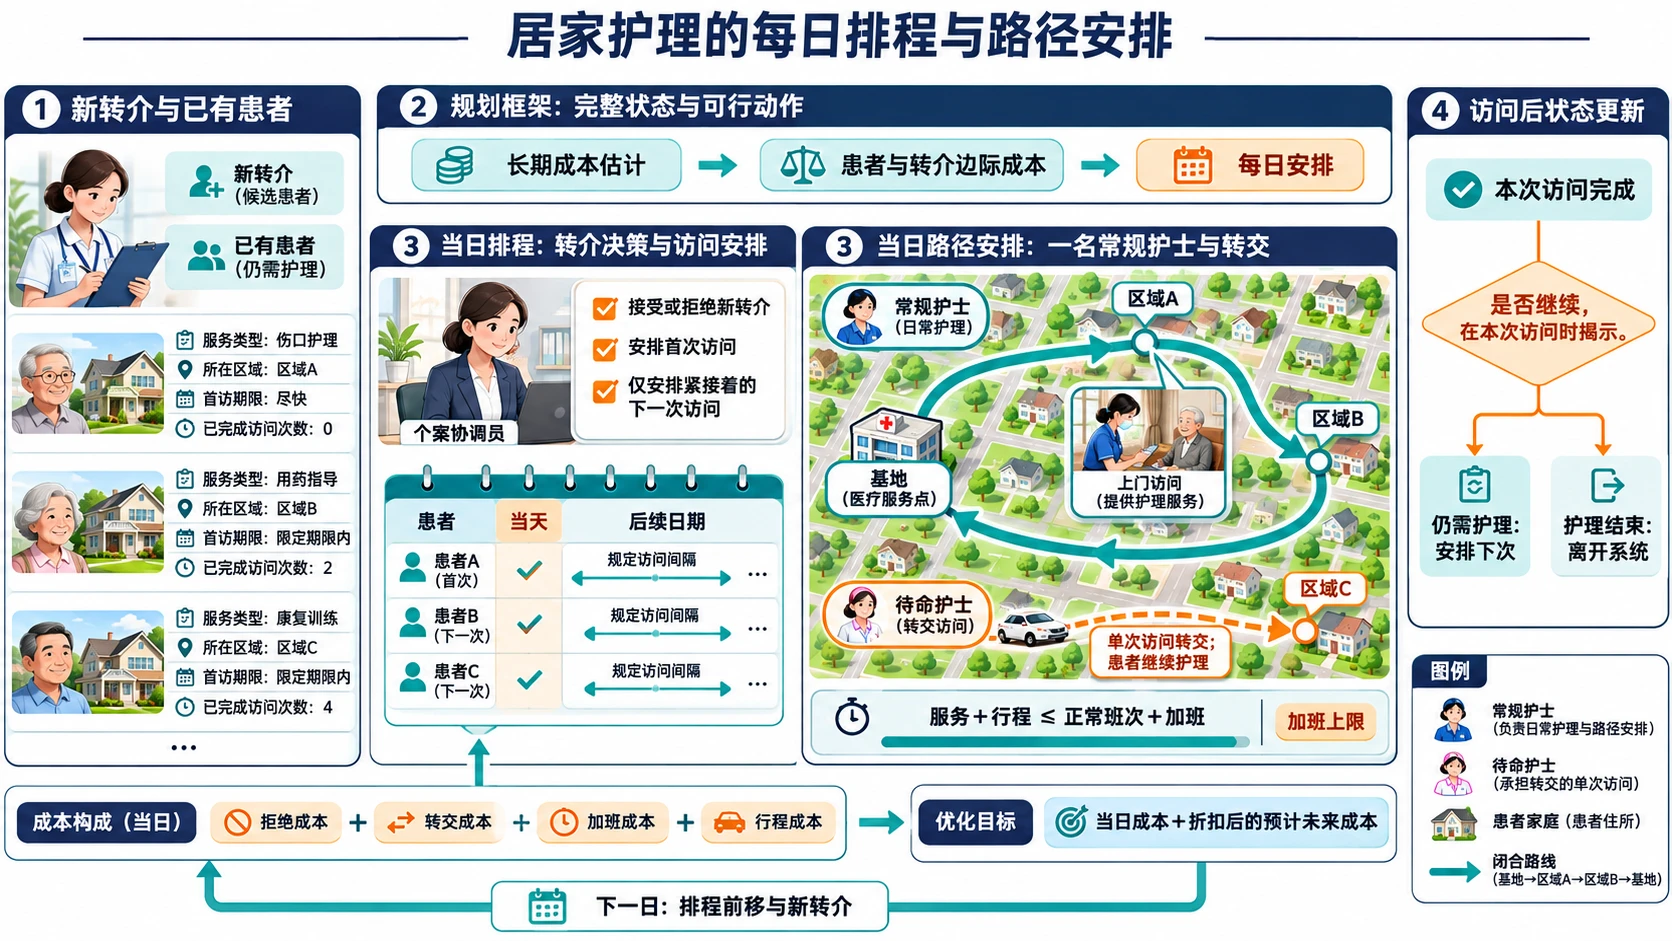 居家护理的每日排程与路径安排
1 新转介与已有患者
新转介
(候选患者)
已有患者
(仍需护理)
服务类型：伤口护理
所在区域：区域A
首访期限：尽快
已完成访问次数：0
服务类型：用药指导
所在区域：区域B
首访期限：限定期限内
已完成访问次数：2
服务类型：康复训练
所在区域：区域C
首访期限：限定期限内
已完成访问次数：4
...
2 规划框架：完整状态与可行动作
长期成本估计
患者与转介边际成本
每日安排
3 当日排程：转介决策与访问安排
个案协调员
接受或拒绝新转介
安排首次访问
仅安排紧接着的
下一次访问
患者 当天 后续日期
患者A
(首次)
规定访问间隔 ...
患者B
(下一次)
规定访问间隔 ...
患者C
(下一次)
规定访问间隔 ...
3 当日路径安排：一名常规护士与转交
常规护士
(日常护理)
区域A
区域B
基地
(医疗服务点)
上门访问
(提供护理服务)
待命护士
(转交访问)
区域C
单次访问转交；
患者继续护理
服务＋行程 ≤ 正常班次＋加班
加班上限
4 访问后状态更新
本次访问完成
是否继续，
在本次访问时揭示。
仍需护理：
安排下次
护理结束：
离开系统
图例
常规护士
(负责日常护理与路径安排)
待命护士
(承担转交的单次访问)
患者家庭 (患者住所)
闭合路线
(基地→区域A→区域B→基地)
成本构成（当日） 拒绝成本 + 转交成本 + 加班成本 + 行程成本
优化目标 当日成本＋折扣后的预计未来成本
下一日：排程前移与新转介